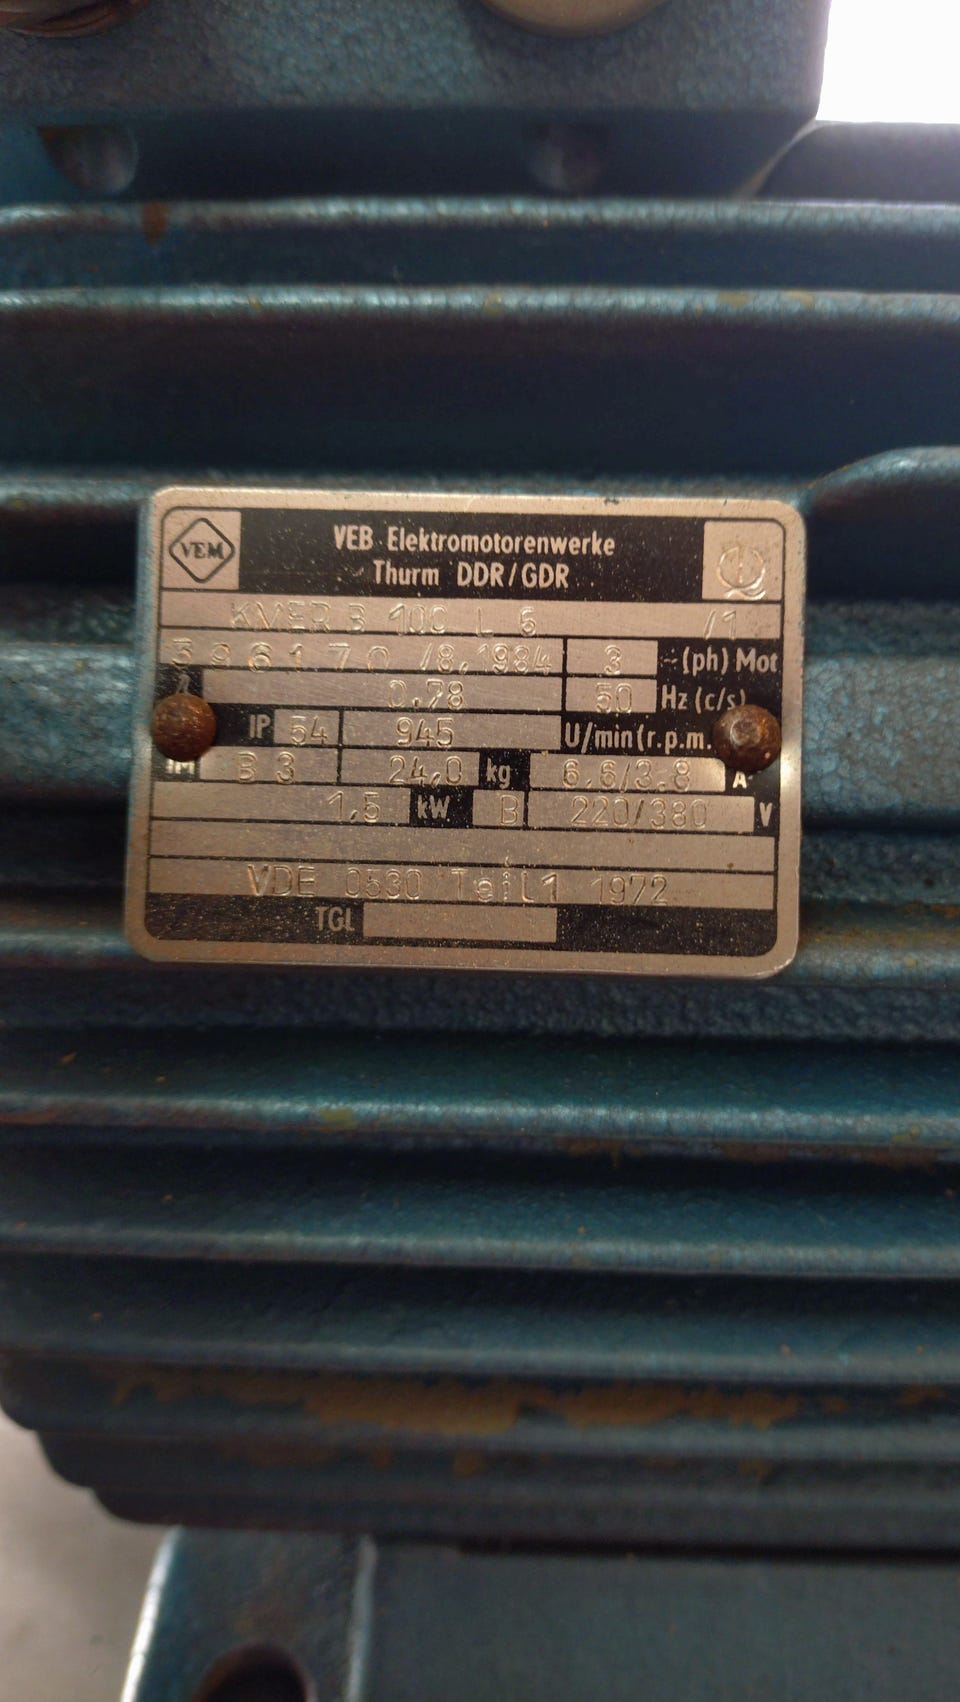 VEM
VEB Elektromotorenwerke
Thurm DDR/GDR
KMER B 100 L 6 /1
396170 /8.1984 3 ~(ph) Mot
λ 0.78 50 Hz (c/s)
IP 54 945 U/min(r.p.m.
IM B 3 24,0 kg 6.6/3.8 A
1,5 kW B 220/380 V
VDE 0530 Teil1 1972
TGL